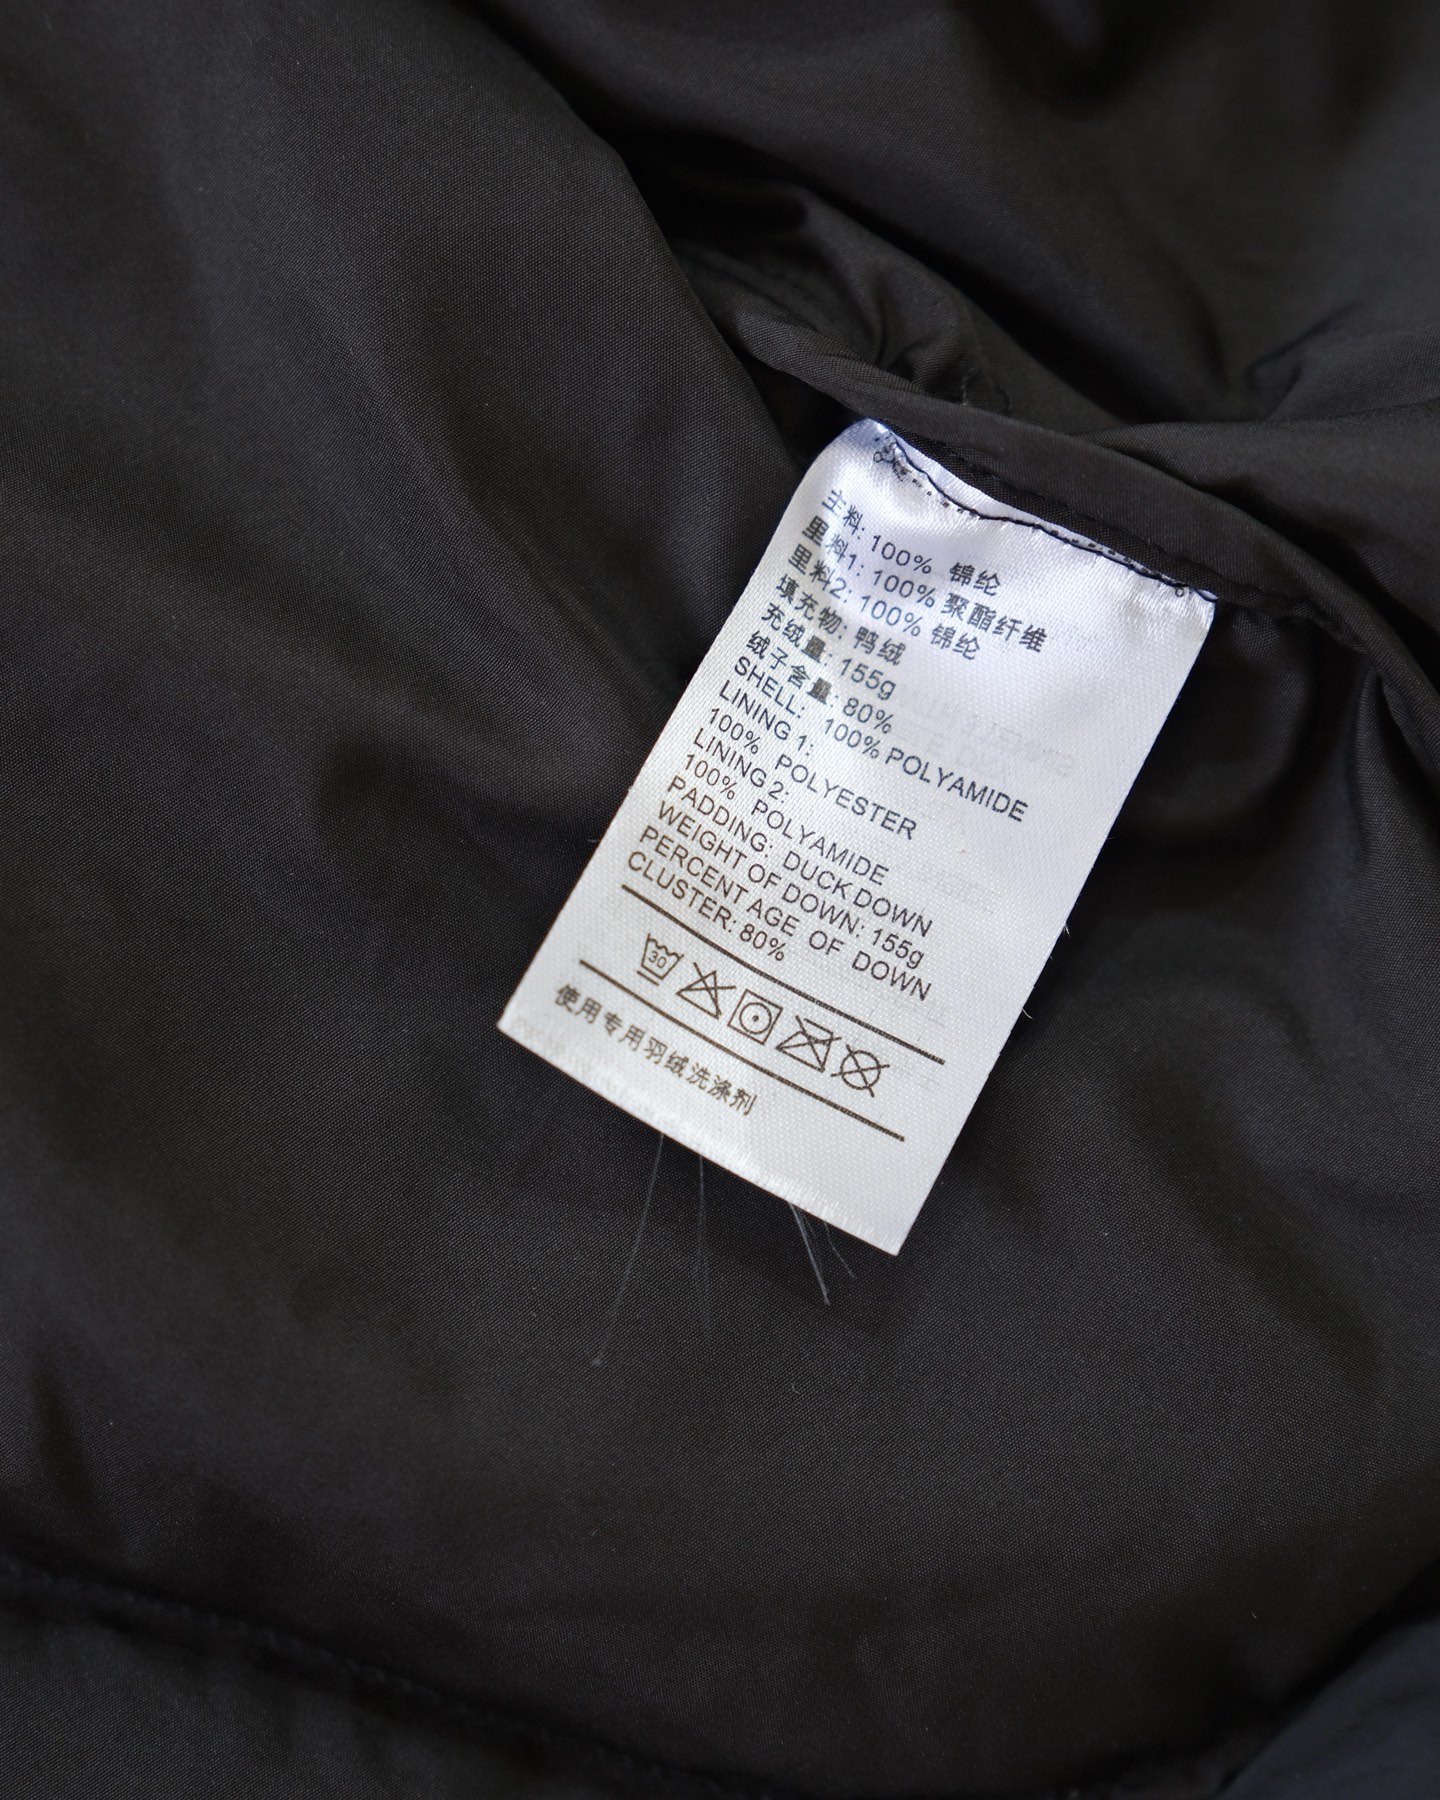 主料: 100% 锦纶
里料1: 100% 聚酯纤维
里料2: 100% 锦纶
填充物: 鸭绒
充绒量: 155g
绒子含量: 80%
SHELL: 100% POLYAMIDE
LINING 1:
100% POLYESTER
LINING 2:
100% POLYAMIDE
PADDING: DUCK DOWN
WEIGHT OF DOWN: 155g
PERCENT AGE OF DOWN
CLUSTER: 80%
30
使用专用羽绒洗涤剂